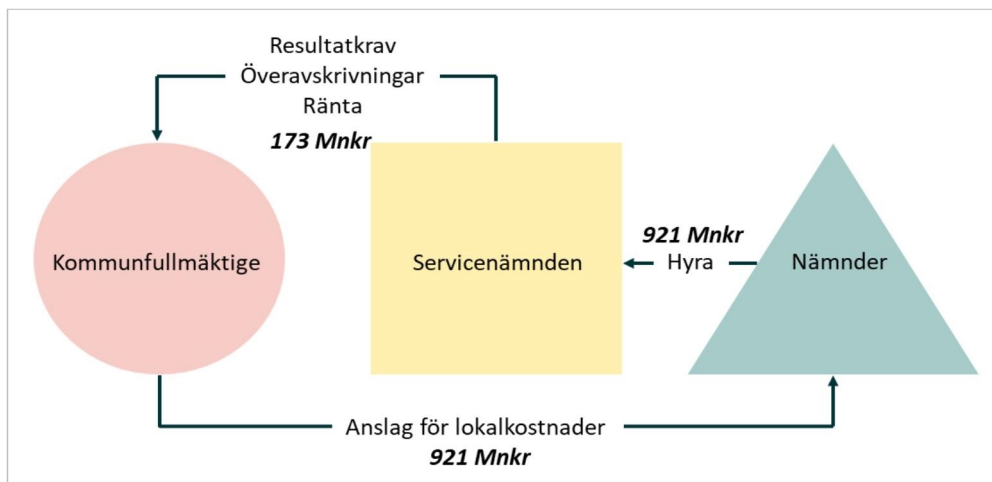 Resultatkrav
Överavskrivningar
Ränta
173 Mnkr
Kommunfullmäktige
Servicenämnden
921 Mnkr
Hyra
Nämnder
Anslag för lokalkostnader
921 Mnkr